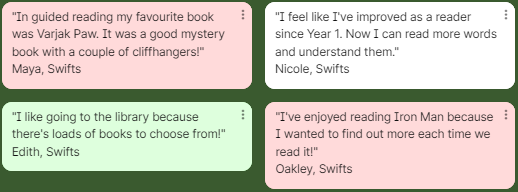 "In guided reading my favourite book
was Varjak Paw. It was a good mystery
book with a couple of cliffhangers!"
Maya, Swifts
"I feel like I've improved as a reader
since Year 1. Now I can read more words
and understand them."
Nicole, Swifts
"I like going to the library because
there's loads of books to choose from!"
Edith, Swifts
"I've enjoyed reading Iron Man because
I wanted to find out more each time we
read it!"
Oakley, Swifts